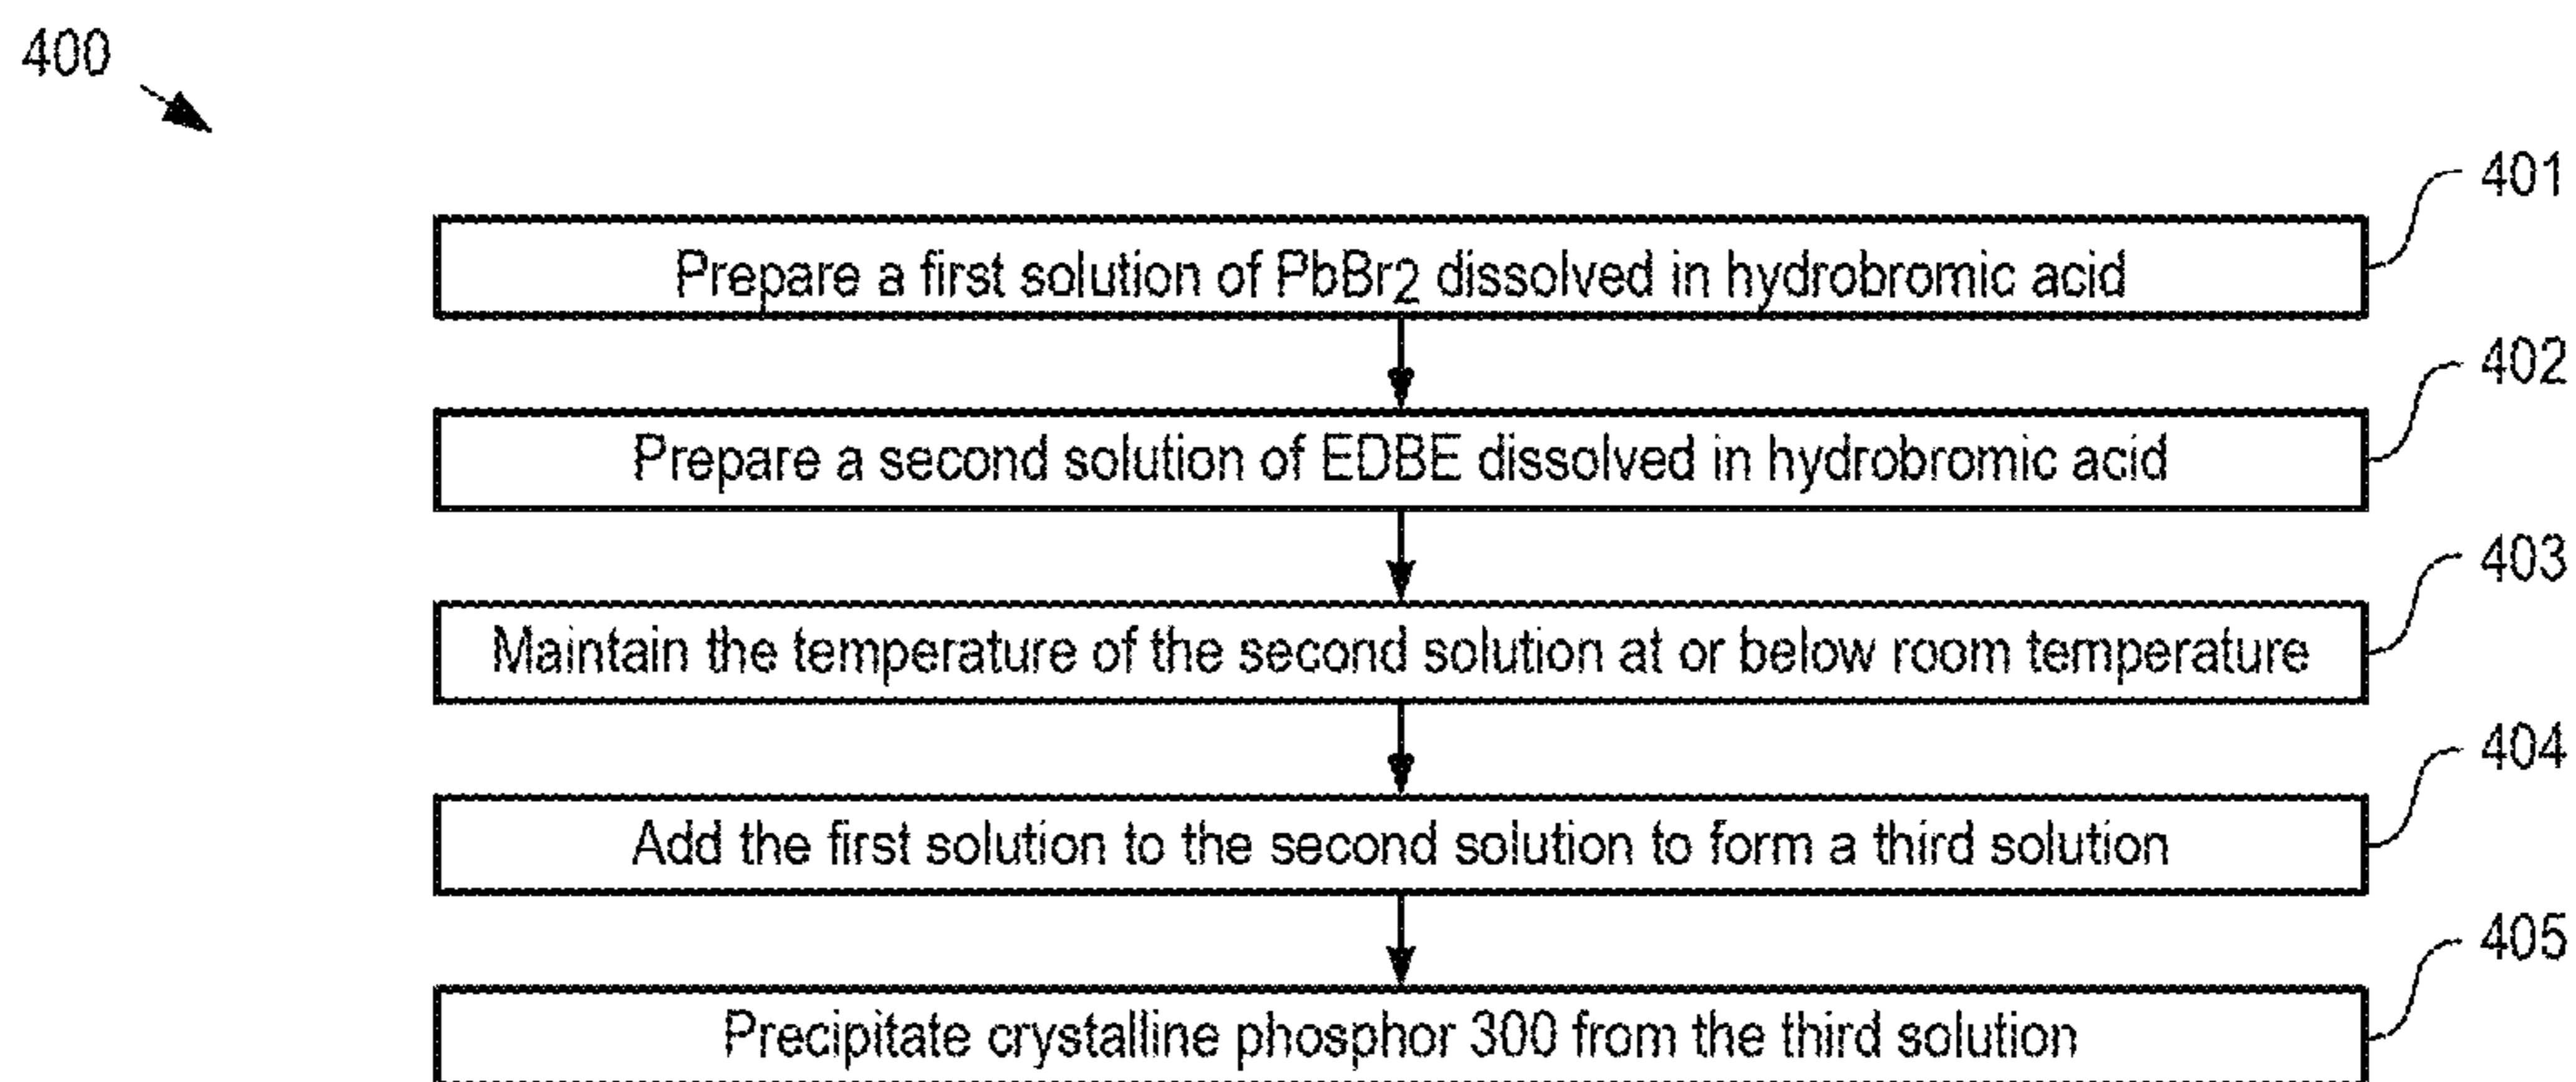 400
401
Prepare a first solution of PbBr2 dissolved in hydrobromic acid
402
Prepare a second solution of EDBE dissolved in hydrobromic acid
403
Maintain the temperature of the second solution at or below room temperature
404
Add the first solution to the second solution to form a third solution
405
Precipitate crystalline phosphor 300 from the third solution